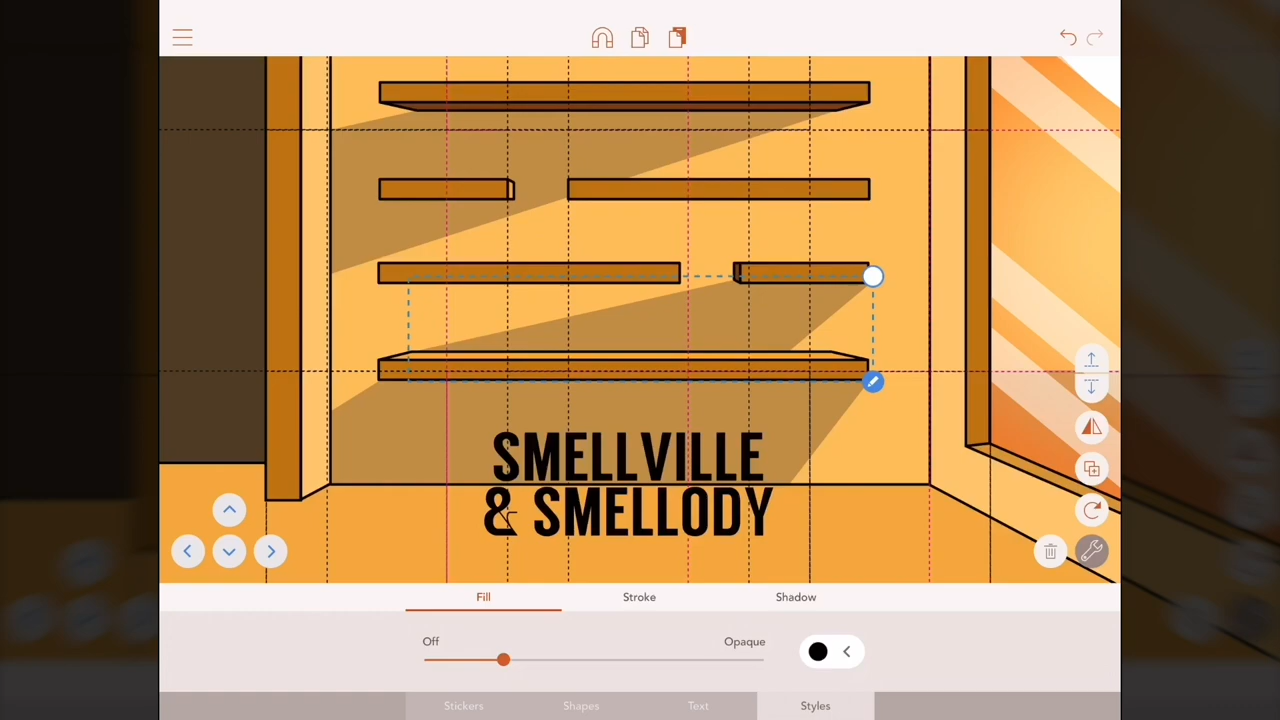 SMELLVILLE
& SMELLODY
Fill
Stroke
Shadow
Off
Opaque
Stickers
Shapes
Text
Styles